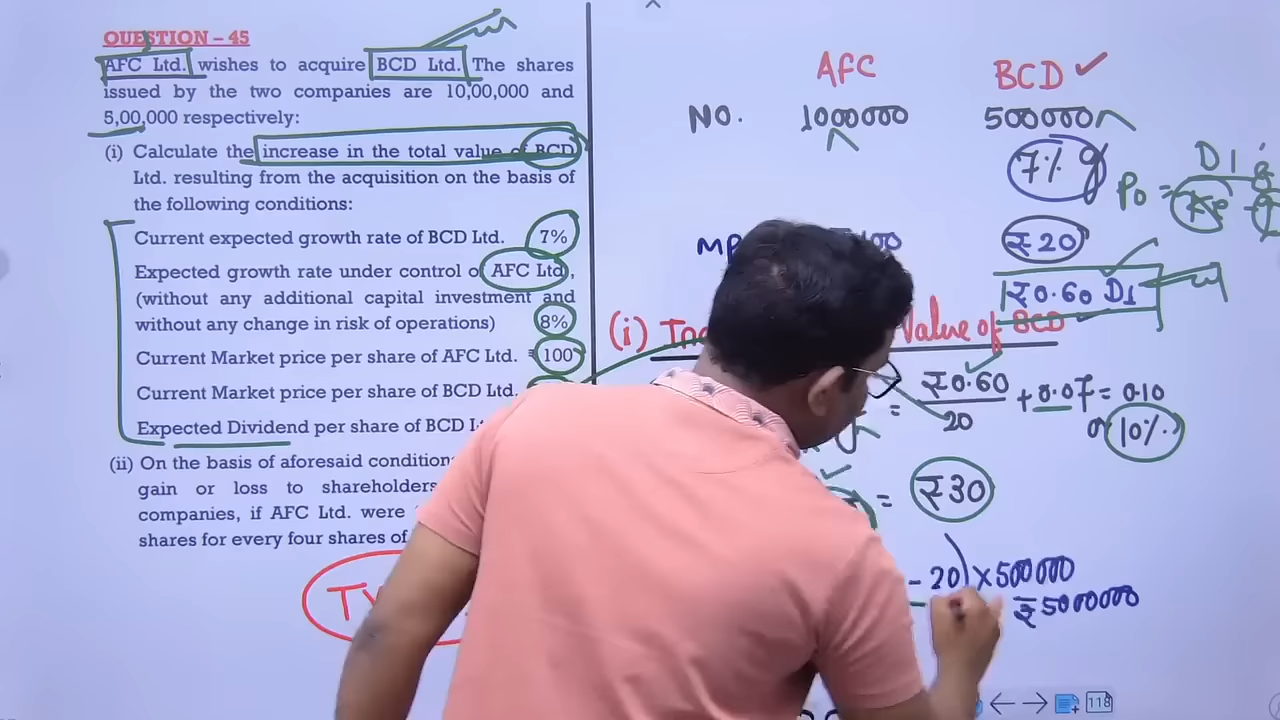 QUESTION – 45
AFC Ltd. wishes to acquire BCD Ltd. The shares
issued by the two companies are 10,00,000 and
5,00,000 respectively:
(i) Calculate the increase in the total value of BCD
Ltd. resulting from the acquisition on the basis of
the following conditions:
Current expected growth rate of BCD Ltd. 7%
Expected growth rate under control of AFC Ltd.,
(without any additional capital investment and
without any change in risk of operations) 8%
Current Market price per share of AFC Ltd. 100
Current Market price per share of BCD Ltd.
Expected Dividend per share of BCD
(ii) On the basis of aforesaid
gain or loss to shareholders
companies, if AFC Ltd. were
shares for every four shares of
AFC BCD ✓
NO. 1000000 500000
7% g
P0 = D1
Ke - g
₹20
₹0.60 D1
(i) Value of BCD
= ₹0.60 / 20 + 0.07 = 0.10
or 10%
= ₹30
- 20) × 500000
₹5000000
118